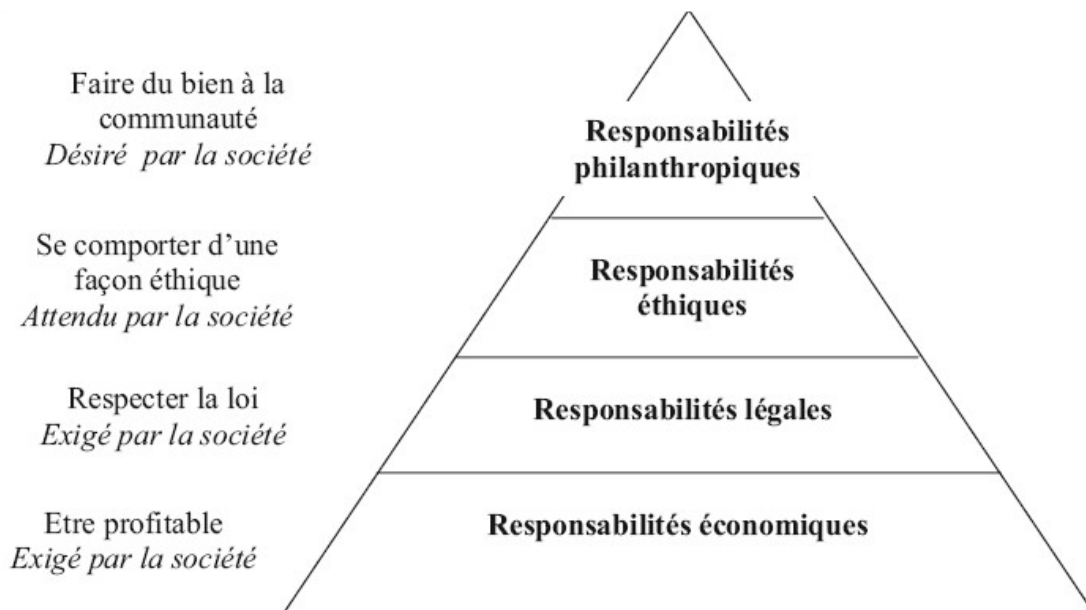 Faire du bien à la
communauté
Désiré par la société
Responsabilités
philanthropiques
Se comporter d'une
façon éthique
Attendu par la société
Responsabilités
éthiques
Respecter la loi
Exigé par la société
Responsabilités légales
Etre profitable
Exigé par la société
Responsabilités économiques